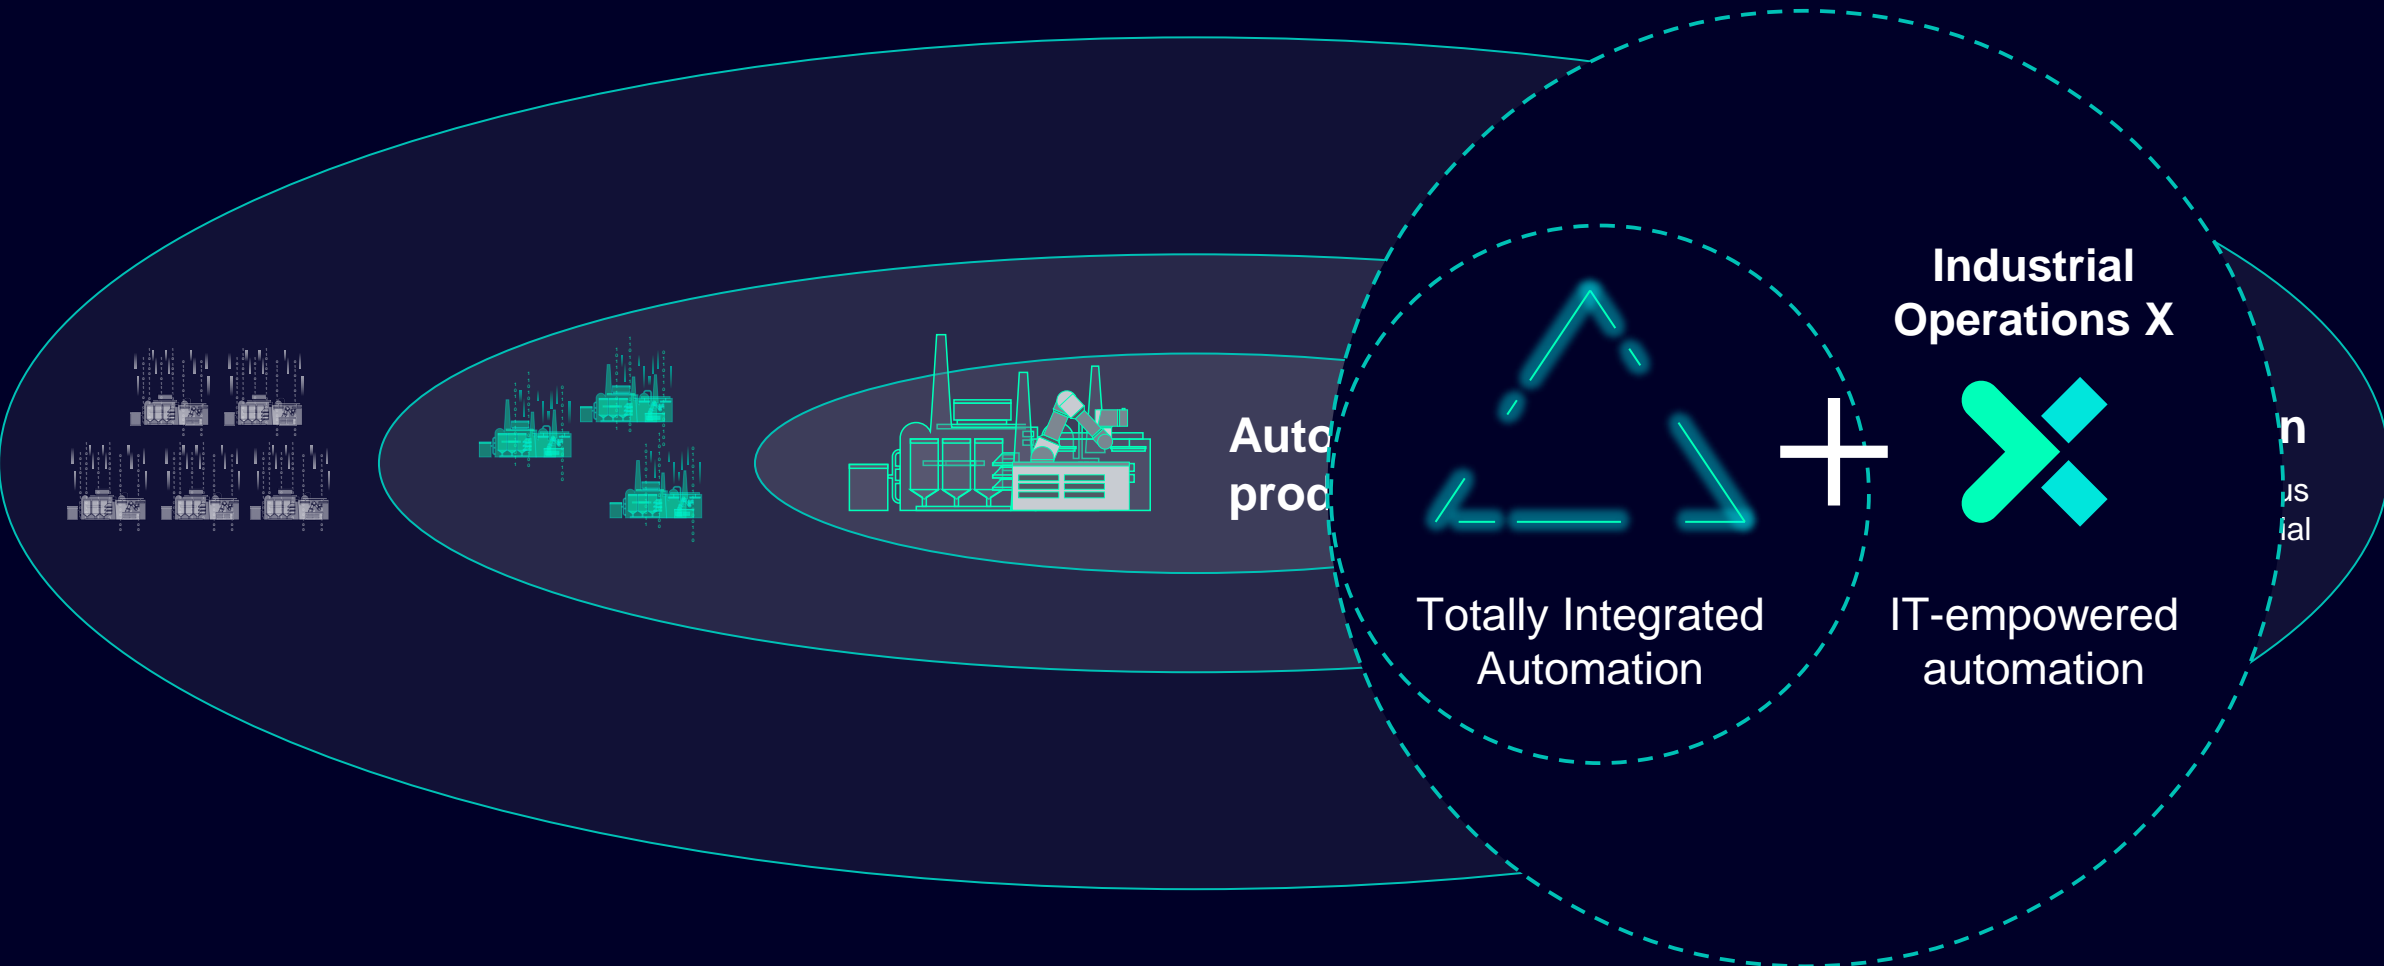 Industrial
Operations X
Totally Integrated
Automation
IT-empowered
automation